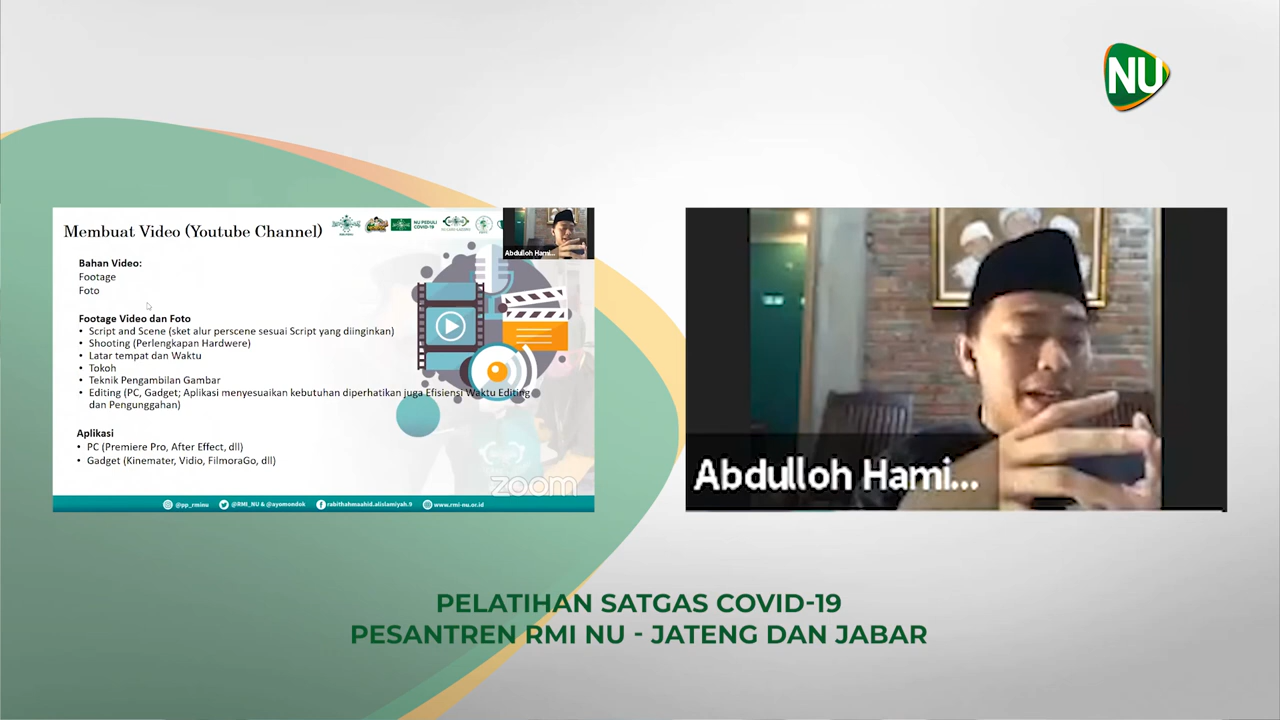 NU
Membuat Video (Youtube Channel)
NU PEDULI
COVID-19
Abdulloh Hami...
Bahan Video:
Footage
Foto
Footage Video dan Foto
• Script and Scene (sket alur perscene sesuai Script yang diinginkan)
• Shooting (Perlengkapan Hardwere)
• Latar tempat dan Waktu
• Tokoh
• Teknik Pengambilan Gambar
• Editing (PC, Gadget; Aplikasi menyesuaikan kebutuhan diperhatikan juga Efisiensi Waktu Editing
dan Pengunggahan)
Aplikasi
• PC (Premiere Pro, After Effect, dll)
• Gadget (Kinemater, Vidio, FilmoraGo, dll)
zoom
@pp_rminu @RMI_NU & @ayomondok rabithahmaahid.alislamiyah.9 www.rmi-nu.or.id
Abdulloh Hami...
PELATIHAN SATGAS COVID-19
PESANTREN RMI NU - JATENG DAN JABAR